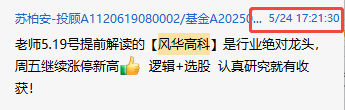 苏柏安-投顾A1120619080002/基金A20250... 5/24 17:21:30
老师5.19号提前解读的【风华高科】是行业绝对龙头，
周五继续涨停新高👍 逻辑+选股 认真研究就有收
获！